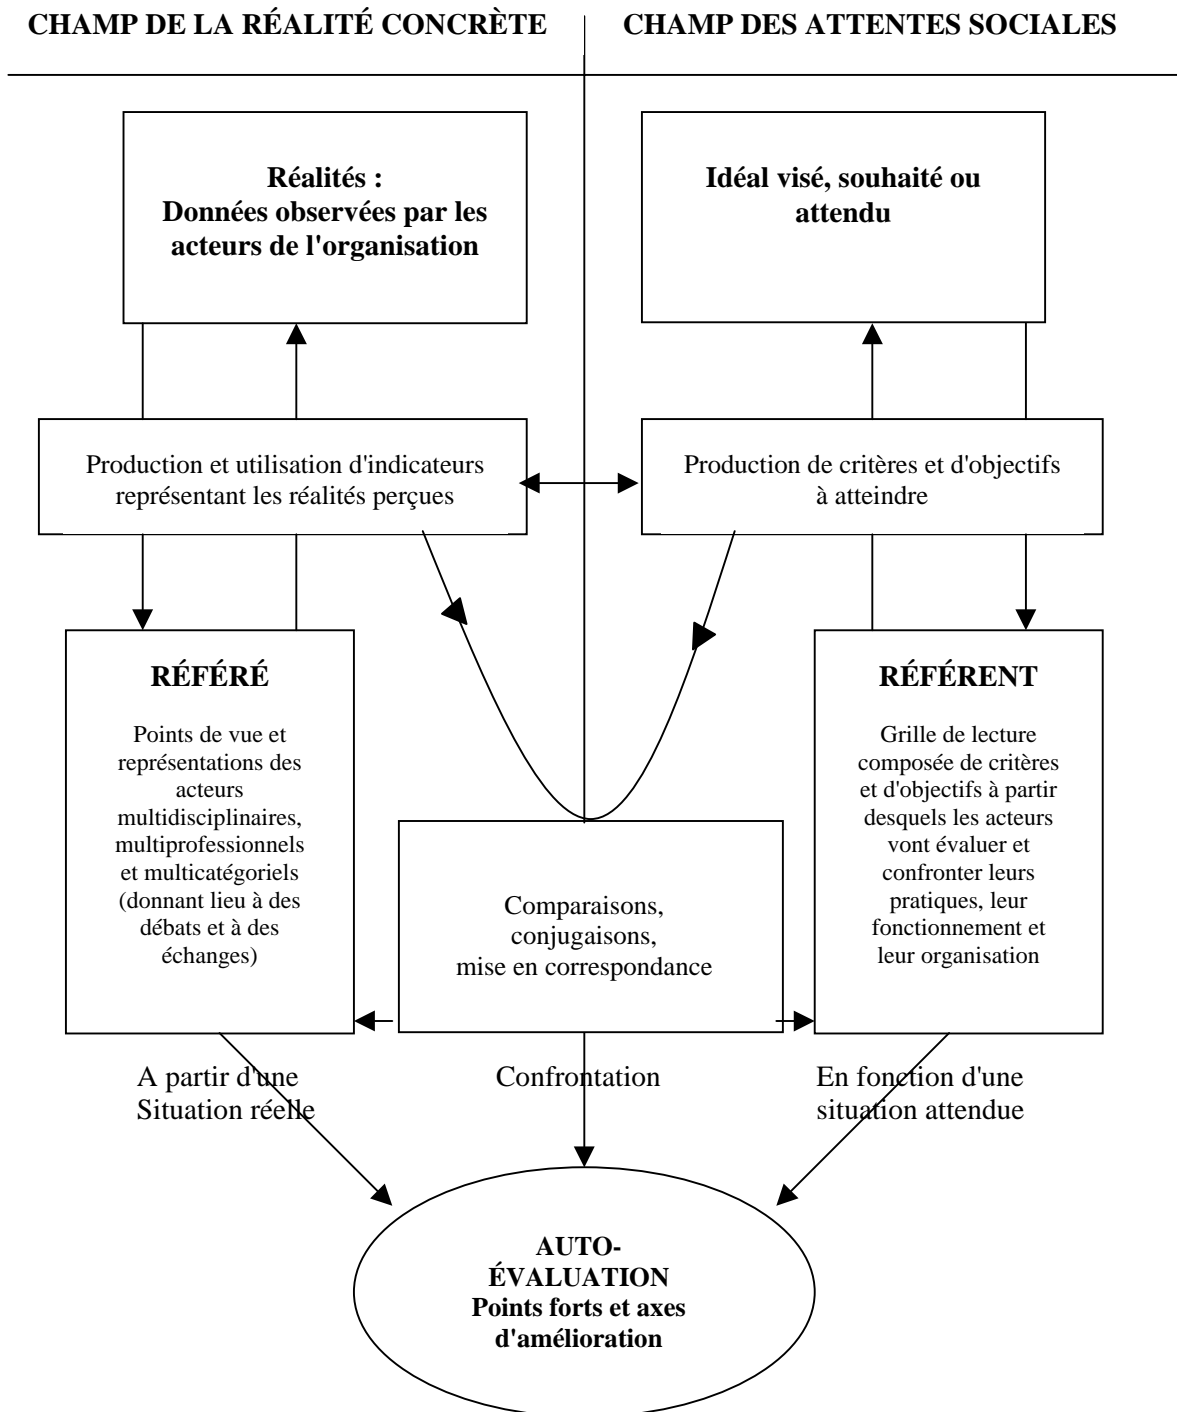 CHAMP DE LA RÉALITÉ CONCRÈTE
CHAMP DES ATTENTES SOCIALES
Réalités :
Données observées par les
acteurs de l'organisation
Idéal visé, souhaité ou
attendu
Production et utilisation d'indicateurs
représentant les réalités perçues
Production de critères et d'objectifs
à atteindre
RÉFÉRÉ
Points de vue et
représentations des
acteurs
multidisciplinaires,
multiprofessionnels
et multicatégoriels
(donnant lieu à des
débats et à des
échanges)
Comparaisons,
conjugaisons,
mise en correspondance
RÉFÉRENT
Grille de lecture
composée de critères
et d'objectifs à partir
desquels les acteurs
vont évaluer et
confronter leurs
pratiques, leur
fonctionnement et
leur organisation
A partir d'une
Situation réelle
Confrontation
En fonction d'une
situation attendue
AUTO-
ÉVALUATION
Points forts et axes
d'amélioration